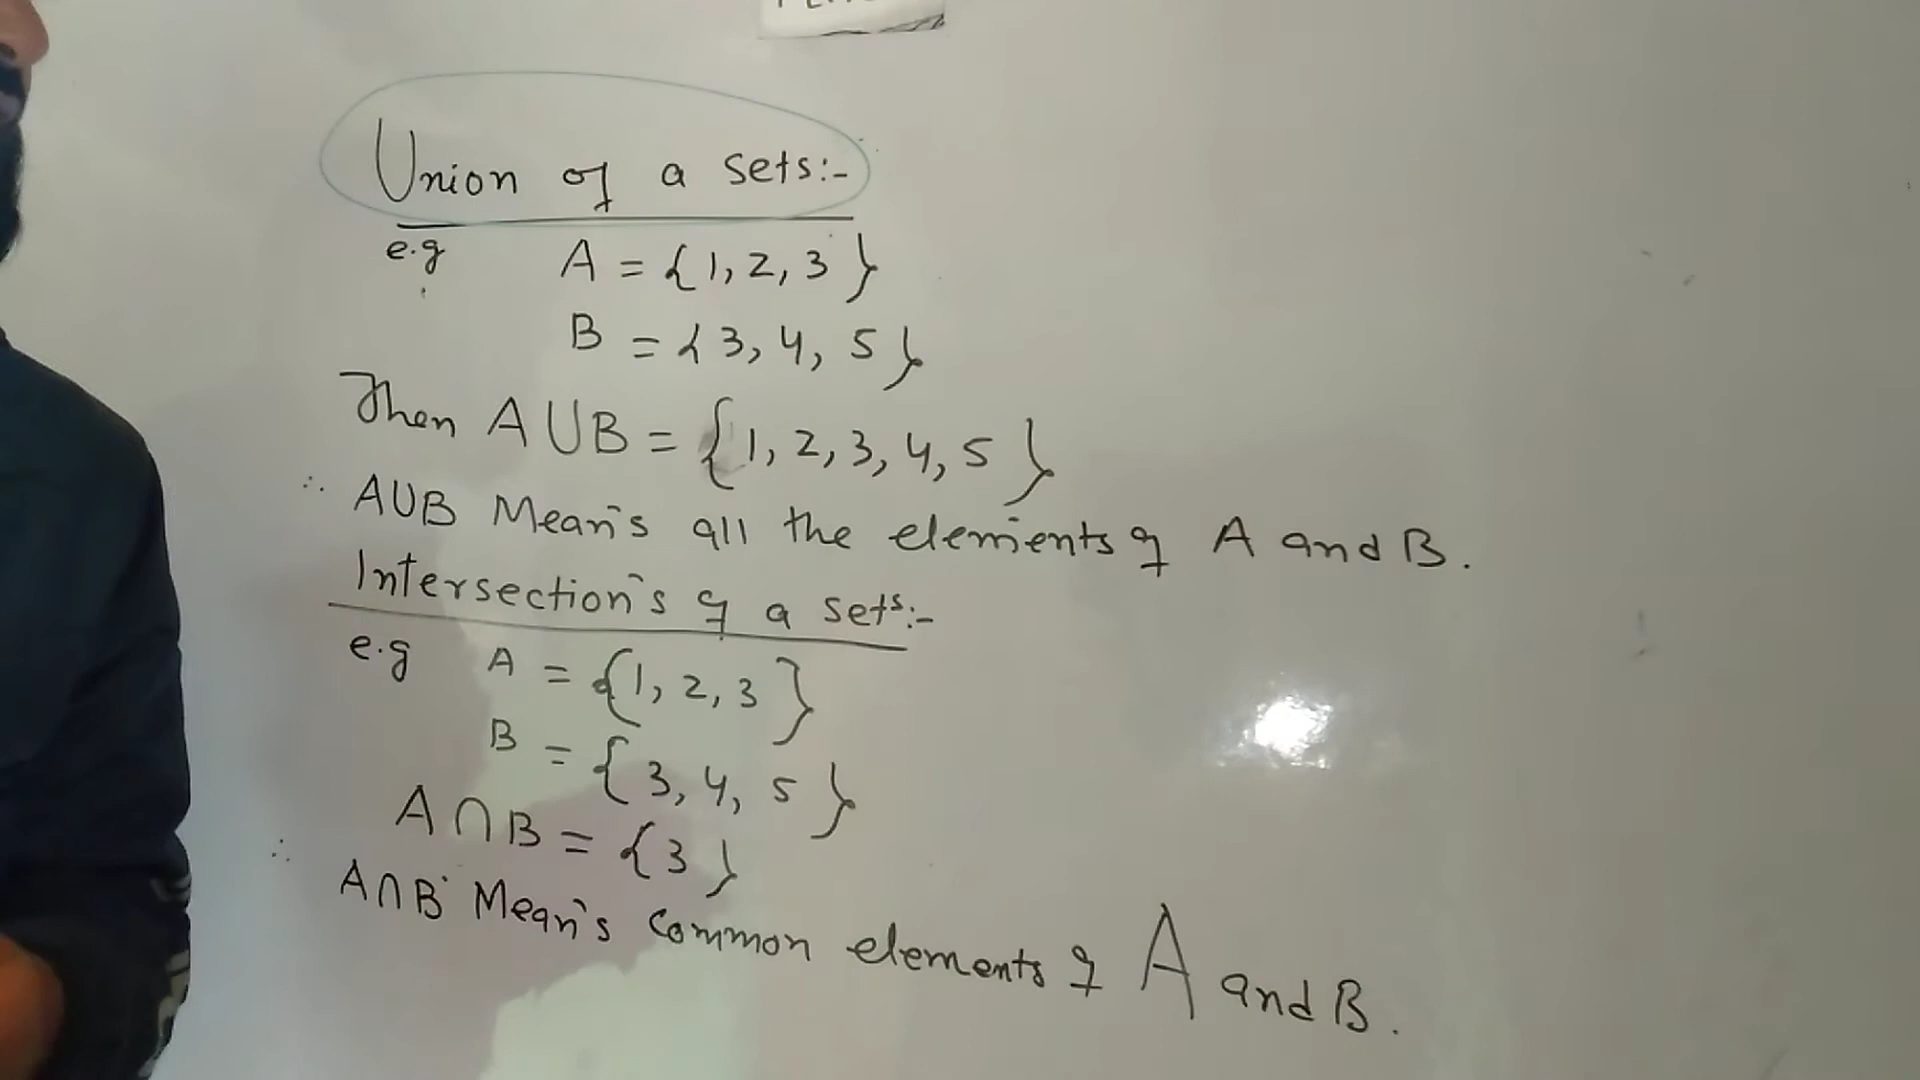 Union of a sets:-
e.g A = {1, 2, 3}
B = {3, 4, 5}
Then A∪B = {1, 2, 3, 4, 5}
∴ A∪B Mean's all the elements of A and B.
Intersection's of a sets:-
e.g A = {1, 2, 3}
B = {3, 4, 5}
A∩B = {3}
∴ A∩B Mean's common elements of A and B.